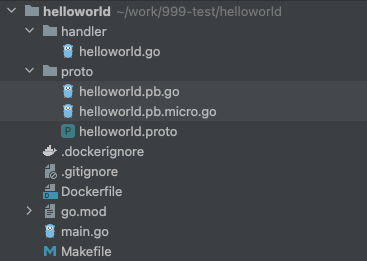 helloworld ~/work/999-test/helloworld
handler
helloworld.go
proto
helloworld.pb.go
helloworld.pb.micro.go
helloworld.proto
.dockerignore
.gitignore
Dockerfile
go.mod
main.go
Makefile